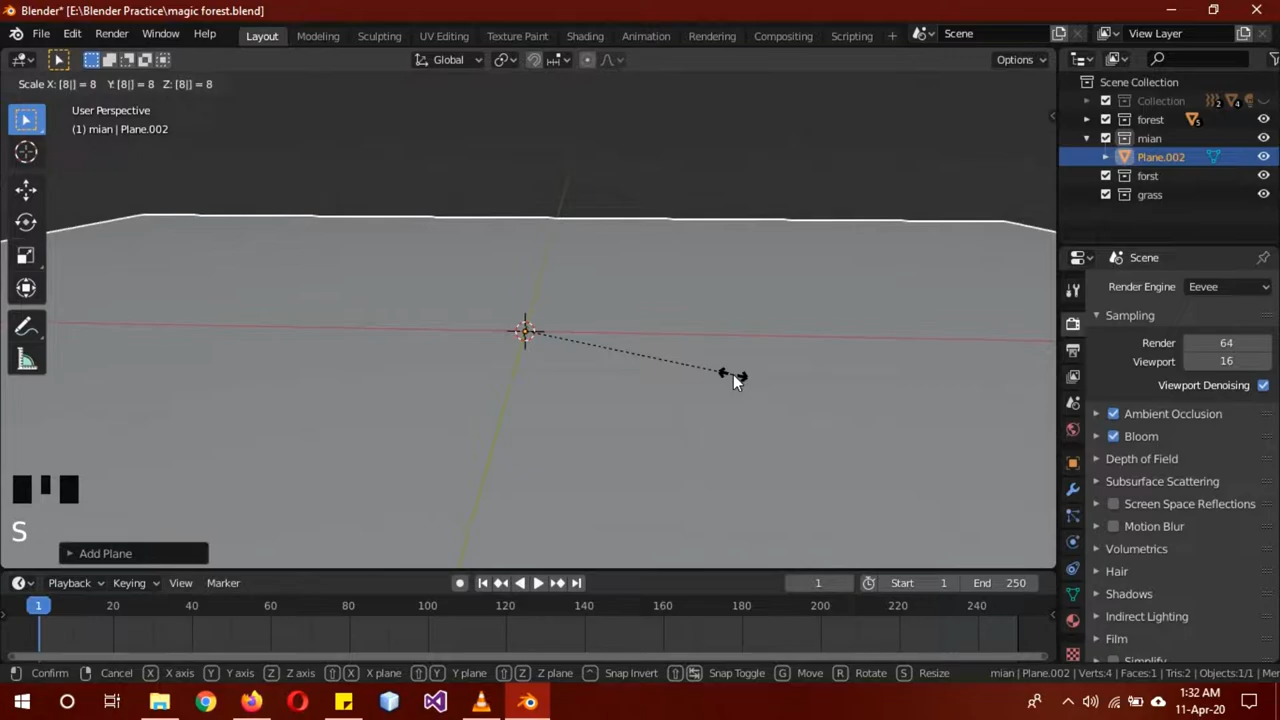 Blender* [E:\Blender Practice\magic forest.blend]
File Edit Render Window Help Layout Modeling Sculpting UV Editing Texture Paint Shading Animation Rendering Compositing Scripting + Scene View Layer
Global Options
Scale X: [8|] = 8 Y: [8|] = 8 Z: [8|] = 8
User Perspective
(1) mian | Plane.002
Scene Collection
Collection 2 4
forest 5
mian
Plane.002
forst
grass
Scene
Render Engine Eevee
Sampling
Render 64
Viewport 16
Viewport Denoising
Ambient Occlusion
Bloom
Depth of Field
Subsurface Scattering
Screen Space Reflections
Motion Blur
Volumetrics
Hair
Shadows
Indirect Lighting
Film
S
Add Plane
Playback Keying View Marker 1 Start 1 End 250
1 20 40 60 80 100 120 140 160 180 200 220 240
Confirm Cancel X X axis Y Y axis Z Z axis X X plane Y Y plane Z Z plane Snap Invert Snap Toggle G Move R Rotate S Resize mian | Plane.002 | Verts:4 | Faces:1 | Tris:2 | Objects:1/1 |
1:32 AM
11-Apr-20